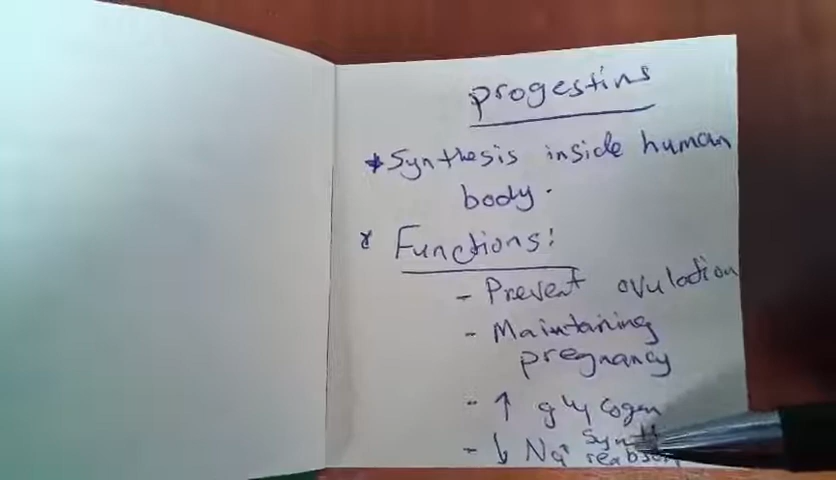 progestins
* Synthesis inside human
body.
* Functions:
- Prevent ovulation
- Maintaining
pregnancy
- ↑ glycogen
- ↓ Na⁺